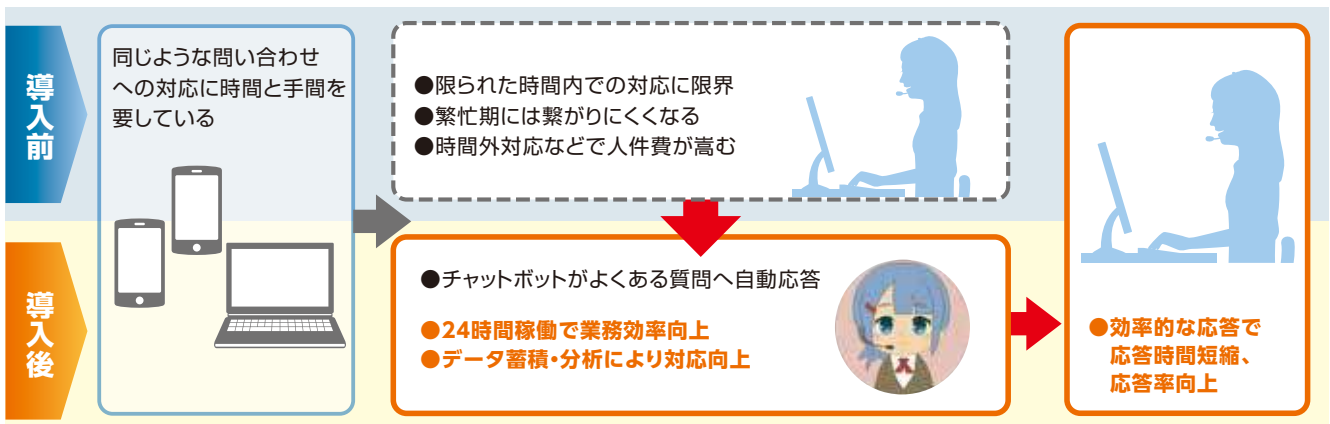 導入前
同じような問い合わせ
への対応に時間と手間を
要している
●限られた時間内での対応に限界
●繁忙期には繋がりにくくなる
●時間外対応などで人件費が嵩む
導入後
●チャットボットがよくある質問へ自動応答
●24時間稼働で業務効率向上
●データ蓄積・分析により対応向上
●効率的な応答で
応答時間短縮、
応答率向上